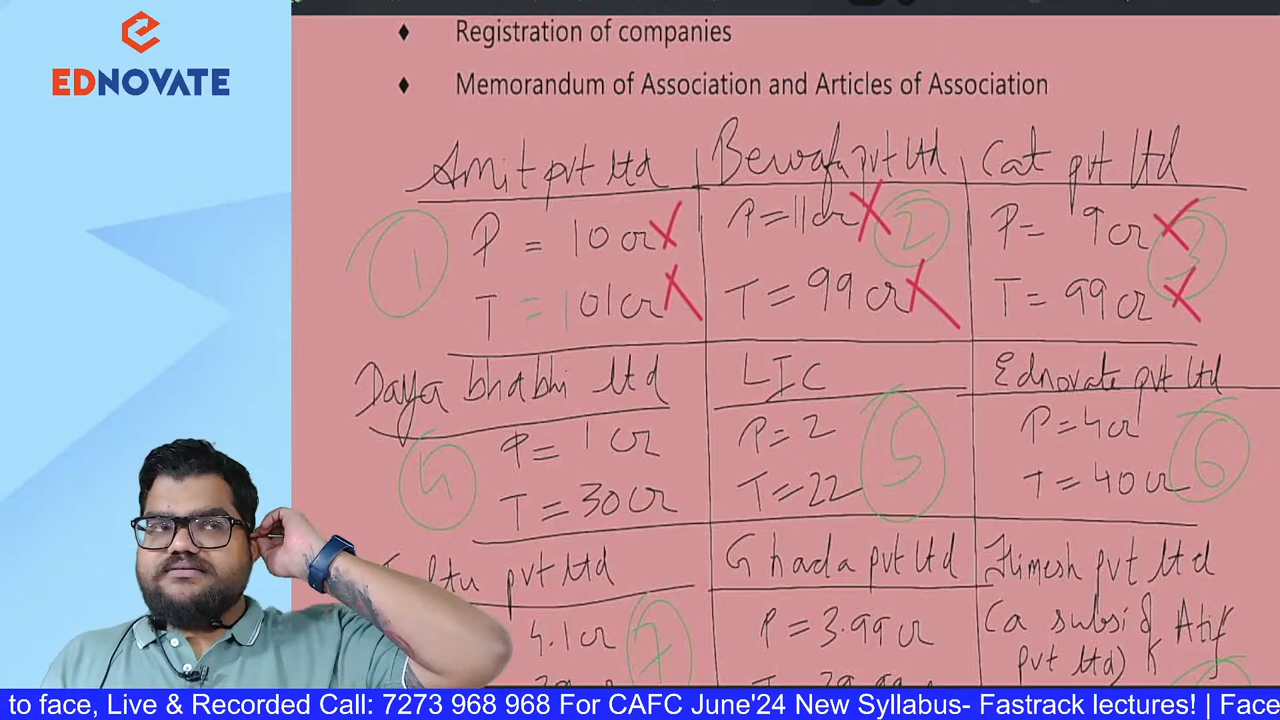 EDNOVATE
♦ Registration of companies
♦ Memorandum of Association and Articles of Association
Amit pvt ltd
P = 10 cr X
T = 101 cr X
1
Bewafa pvt ltd
P = 11 cr X
T = 99 cr X
2
Cat pvt ltd
P = 9 cr X
T = 99 cr X
3
Daya bhabhi ltd
P = 1 cr
T = 30 cr
4
LIC
P = 2
T = 22
5
Ednovate pvt ltd
P = 4 cr
T = 40 cr
6
pvt ltd
4.1 cr
7
Ghada pvt ltd
P = 3.99 cr
Jimesh pvt ltd
(a subsi of Atif
pvt ltd)
to face, Live & Recorded Call: 7273 968 968 For CAFC June'24 New Syllabus- Fastrack lectures! | Face